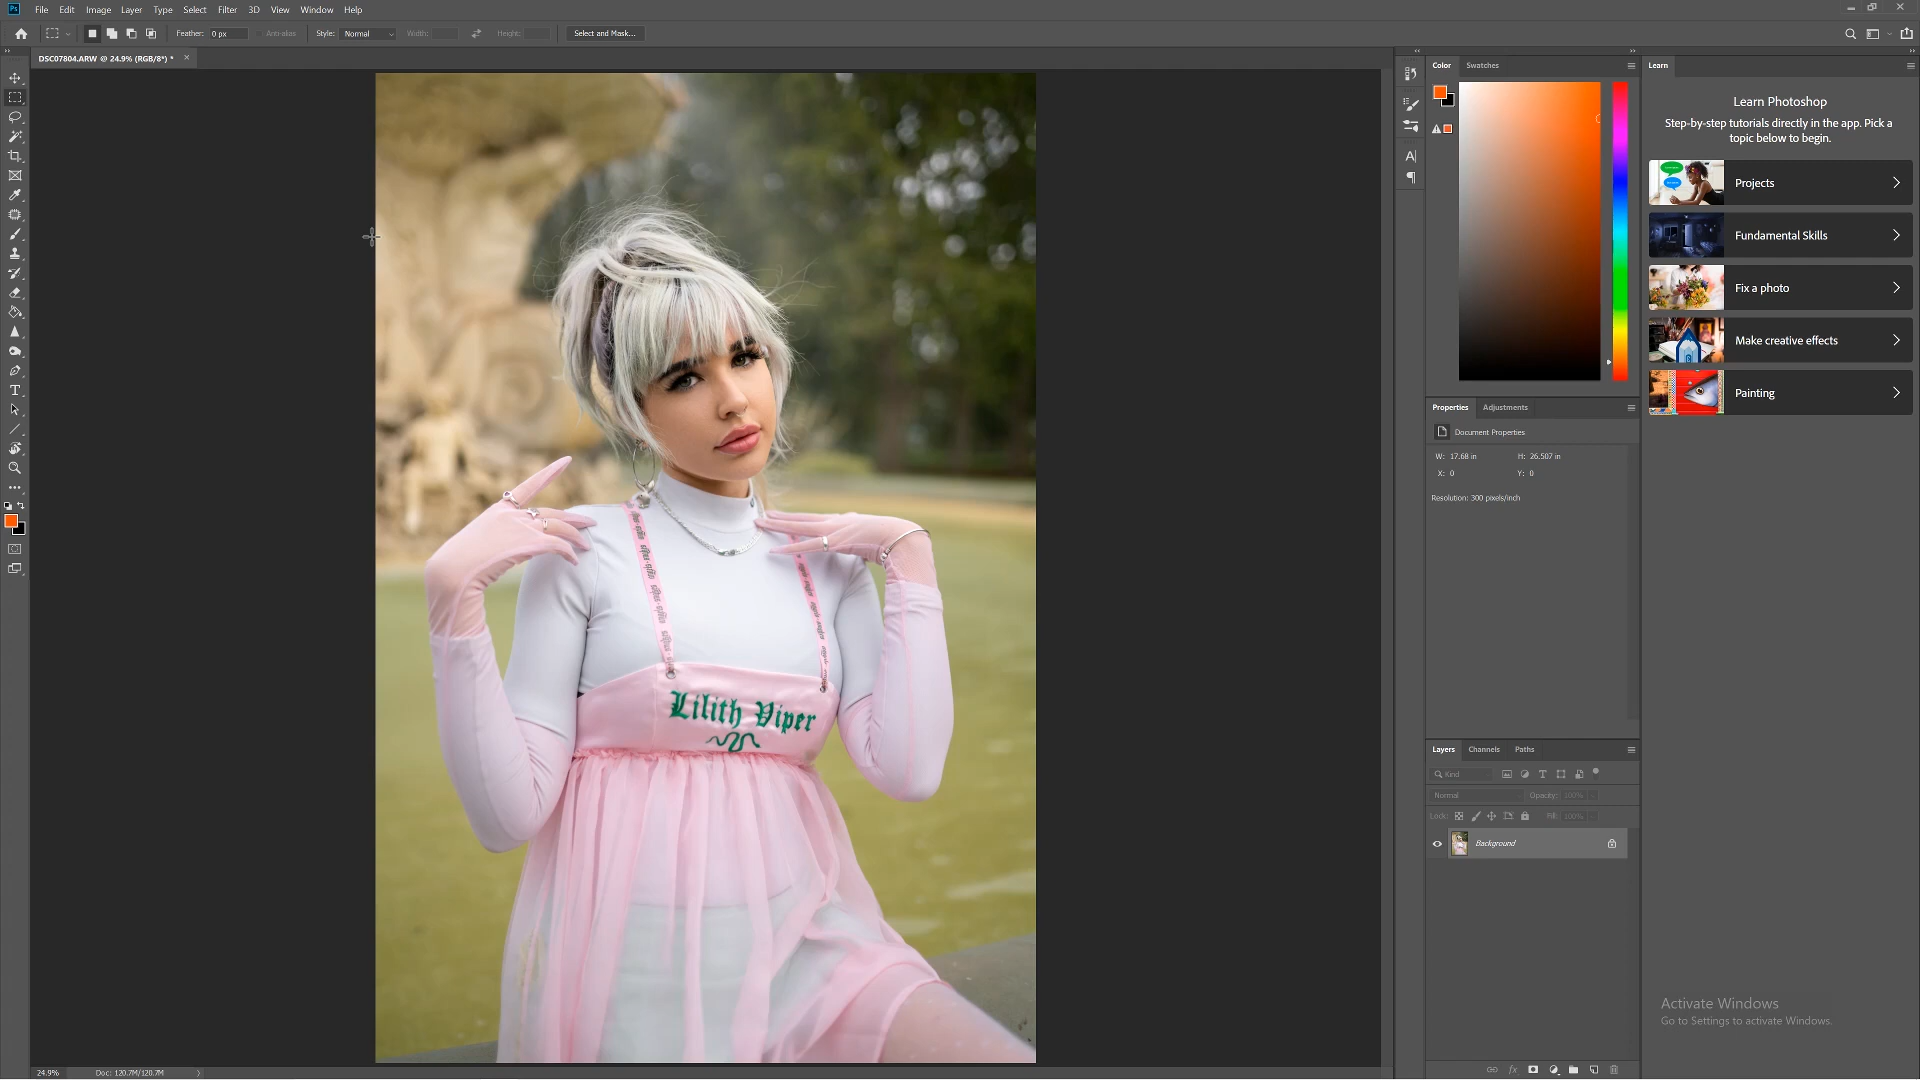 Ps File Edit Image Layer Type Select Filter 3D View Window Help
Feather: 0 px Anti-alias Style: Normal Width: Height: Select and Mask...
DSC07804.ARW @ 24.9% (RGB/8*) * ×
Color Swatches
Learn
Learn Photoshop
Step-by-step tutorials directly in the app. Pick a
topic below to begin.
Projects
Fundamental Skills
Fix a photo
Make creative effects
Painting
Properties Adjustments
Document Properties
W: 17.68 in H: 26.507 in
X: 0 Y: 0
Resolution: 300 pixels/inch
Lilith Viper
Layers Channels Paths
Kind
Normal Opacity: 100%
Lock: Fill: 100%
Background
Activate Windows
Go to Settings to activate Windows.
24.9% Doc: 120.7M/120.7M